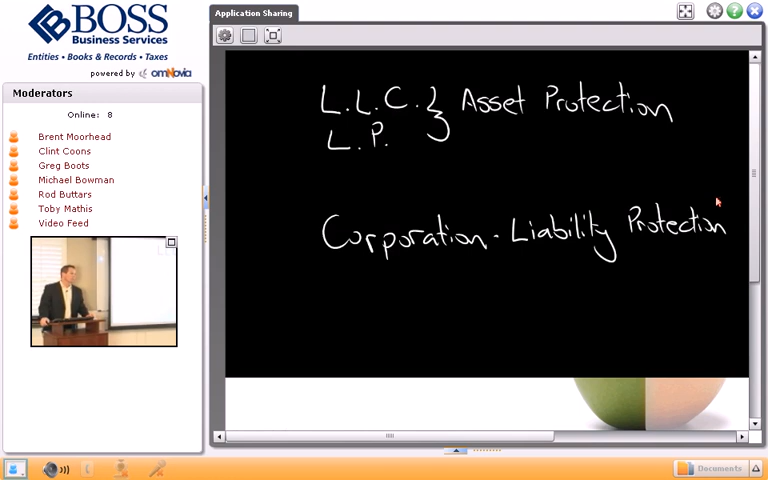 BOSS
Business Services
Entities • Books & Records • Taxes
powered by omnovia
Moderators
Online: 8
Brent Moorhead
Clint Coons
Greg Boots
Michael Bowman
Rod Buttars
Toby Mathis
Video Feed
Application Sharing
L.L.C. } Asset Protection
L.P.
Corporation - Liability Protection
Documents